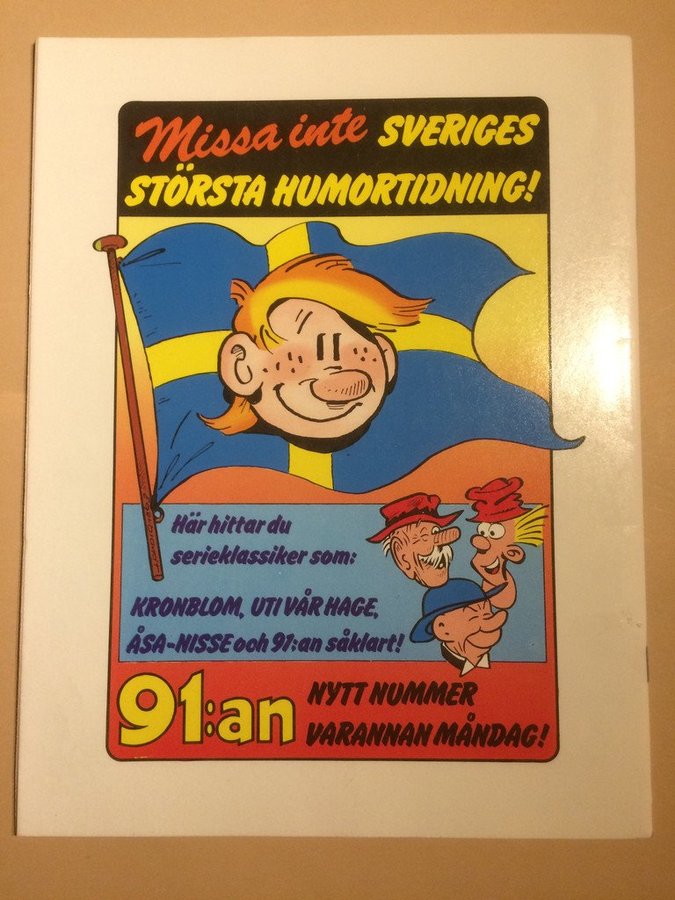 Missa inte SVERIGES
STÖRSTA HUMORTIDNING!
Här hittar du
serieklassiker som:
KRONBLOM, UTI VÅR HAGE,
ÅSA-NISSE och 91:an såklart!
91:an
NYTT NUMMER
VARANNAN MÅNDAG!